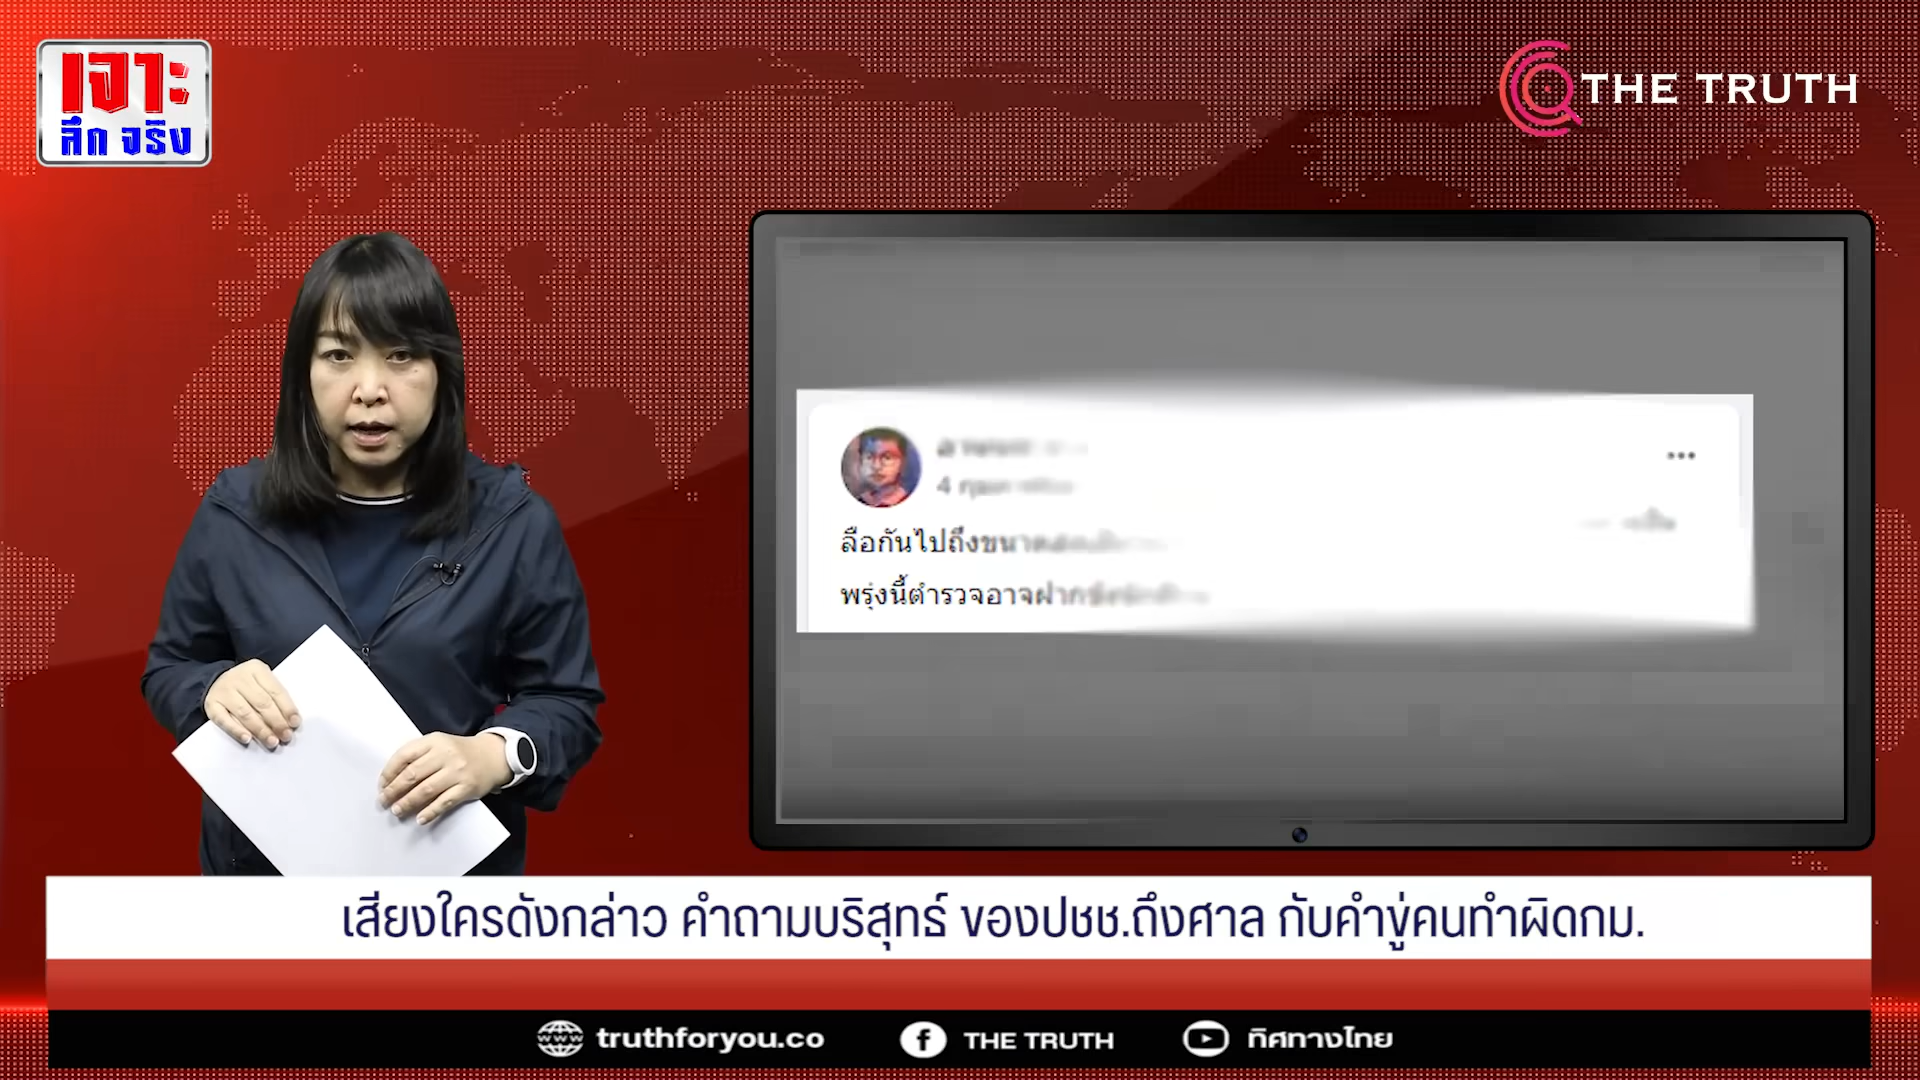 เจาะ
ลึก จริง
THE TRUTH
4
ลือกันไปถึงขนาด
พรุ่งนี้ตำรวจอาจฝาก
เสียงใครดังกล่าว คำถามบริสุทธ์ ของปชช.ถึงศาล กับคำขู่คนทำผิดกม.
www truthforyou.co
f THE TRUTH
ทิศทางไทย